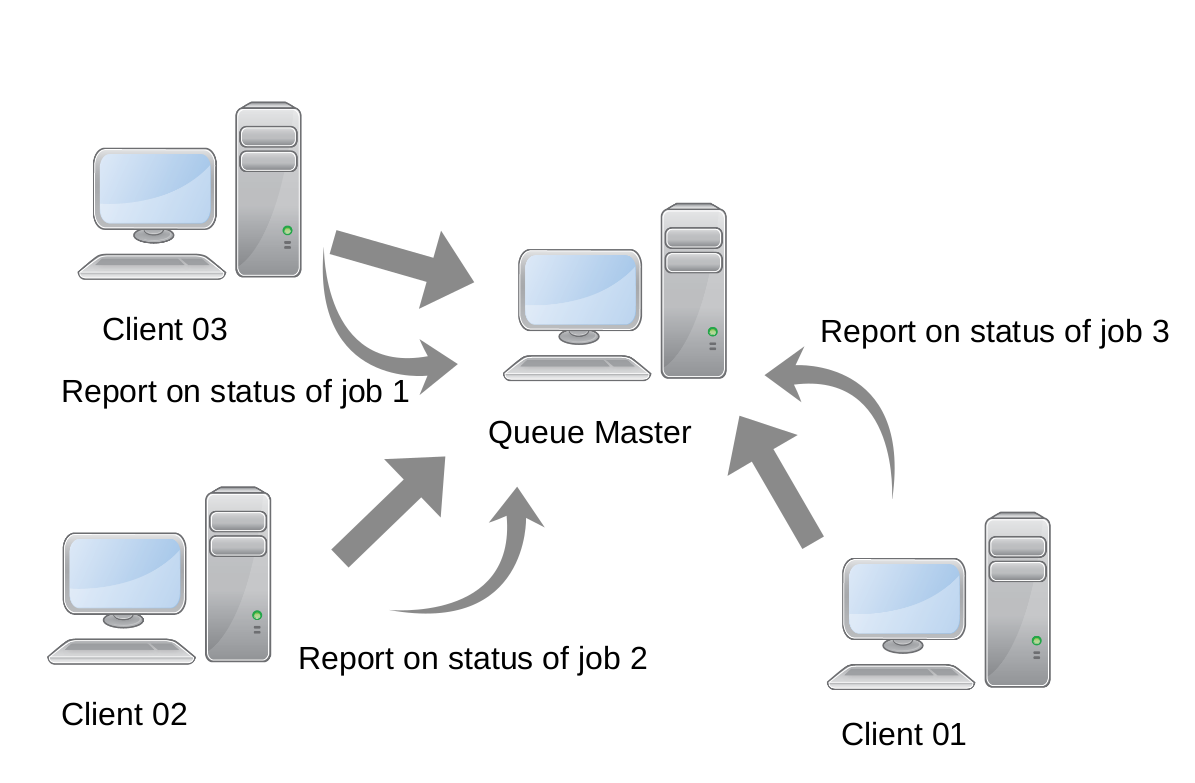 Client 03
Report on status of job 1
Queue Master
Report on status of job 3
Client 02
Report on status of job 2
Client 01